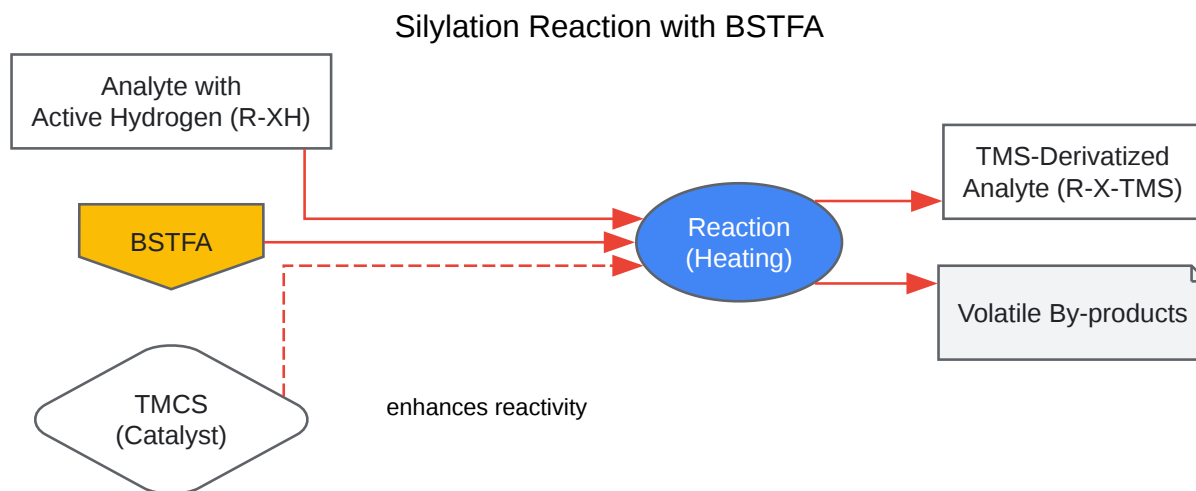 Silylation Reaction with BSTFA
Analyte with
Active Hydrogen (R-XH)
BSTFA
TMCS
(Catalyst)
enhances reactivity
Reaction
(Heating)
TMS-Derivatized
Analyte (R-X-TMS)
Volatile By-products